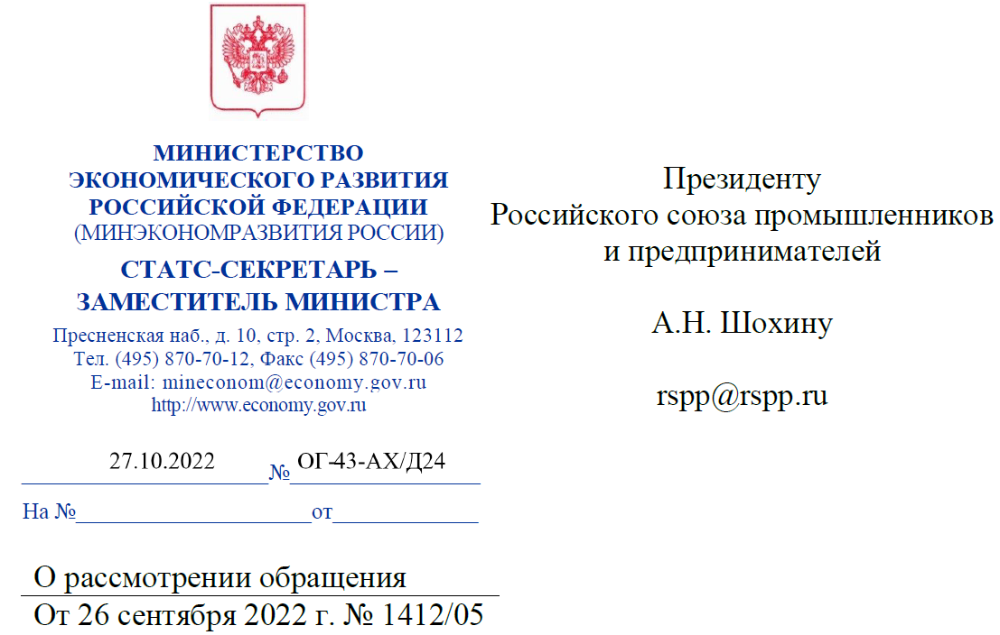 МИНИСТЕРСТВО
ЭКОНОМИЧЕСКОГО РАЗВИТИЯ
РОССИЙСКОЙ ФЕДЕРАЦИИ
(МИНЭКОНОМРАЗВИТИЯ РОССИИ)
СТАТС-СЕКРЕТАРЬ –
ЗАМЕСТИТЕЛЬ МИНИСТРА
Пресненская наб., д. 10, стр. 2, Москва, 123112
Тел. (495) 870-70-12, Факс (495) 870-70-06
E-mail: mineconom@economy.gov.ru
http://www.economy.gov.ru
27.10.2022 № ОГ-43-АХ/Д24
На №____________________от____________
О рассмотрении обращения
От 26 сентября 2022 г. № 1412/05
Президенту
Российского союза промышленников
и предпринимателей
А.Н. Шохину
rspp@rspp.ru